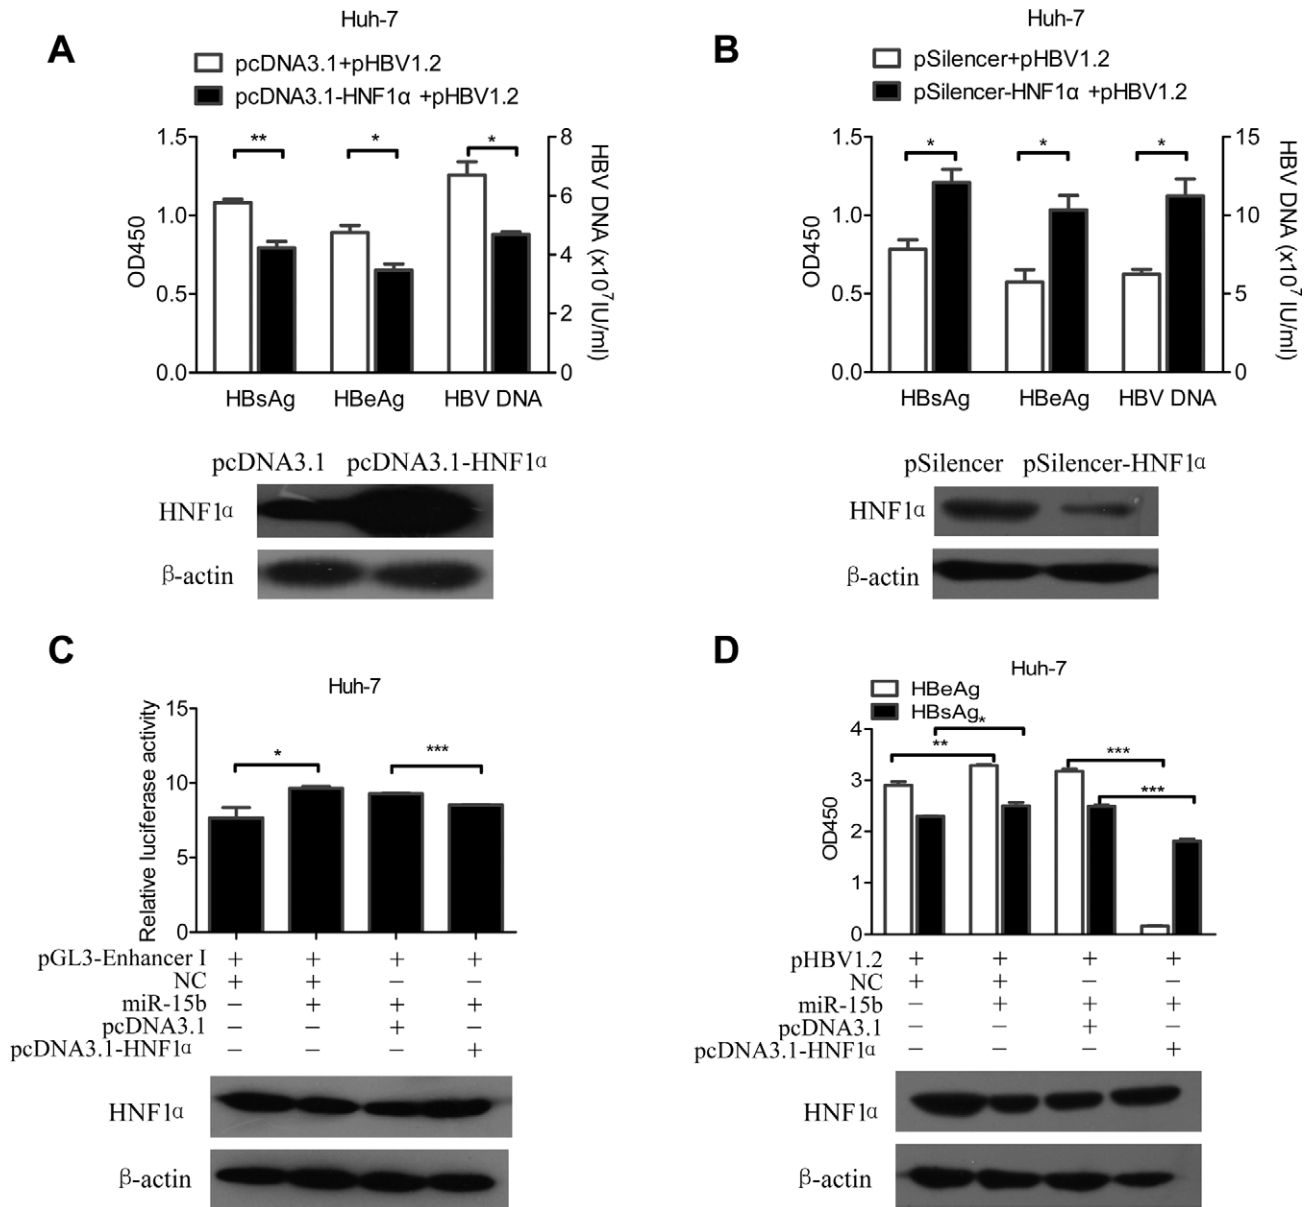 A
Huh-7
pcDNA3.1+pHBV1.2
pcDNA3.1-HNF1α +pHBV1.2
** * *
1.5
1.0
0.5
0.0
OD450
8
6
4
2
0
HBV DNA (x10⁷ IU/ml)
HBsAg HBeAg HBV DNA
pcDNA3.1 pcDNA3.1-HNF1α
HNF1α
β-actin
B
Huh-7
pSilencer+pHBV1.2
pSilencer-HNF1α +pHBV1.2
* * *
1.5
1.0
0.5
0.0
OD450
15
10
5
0
HBV DNA (x10⁷ IU/ml)
HBsAg HBeAg HBV DNA
pSilencer pSilencer-HNF1α
HNF1α
β-actin
C
Huh-7
* ***
15
10
5
0
Relative luciferase activity
pGL3-Enhancer I + + + +
NC + + − −
miR-15b − + + +
pcDNA3.1 − − + −
pcDNA3.1-HNF1α − − − +
HNF1α
β-actin
D
Huh-7
HBeAg
HBsAg
** * *** ***
4
3
2
1
0
OD450
pHBV1.2 + + + +
NC + + − −
miR-15b − + + +
pcDNA3.1 − − + −
pcDNA3.1-HNF1α − − − +
HNF1α
β-actin